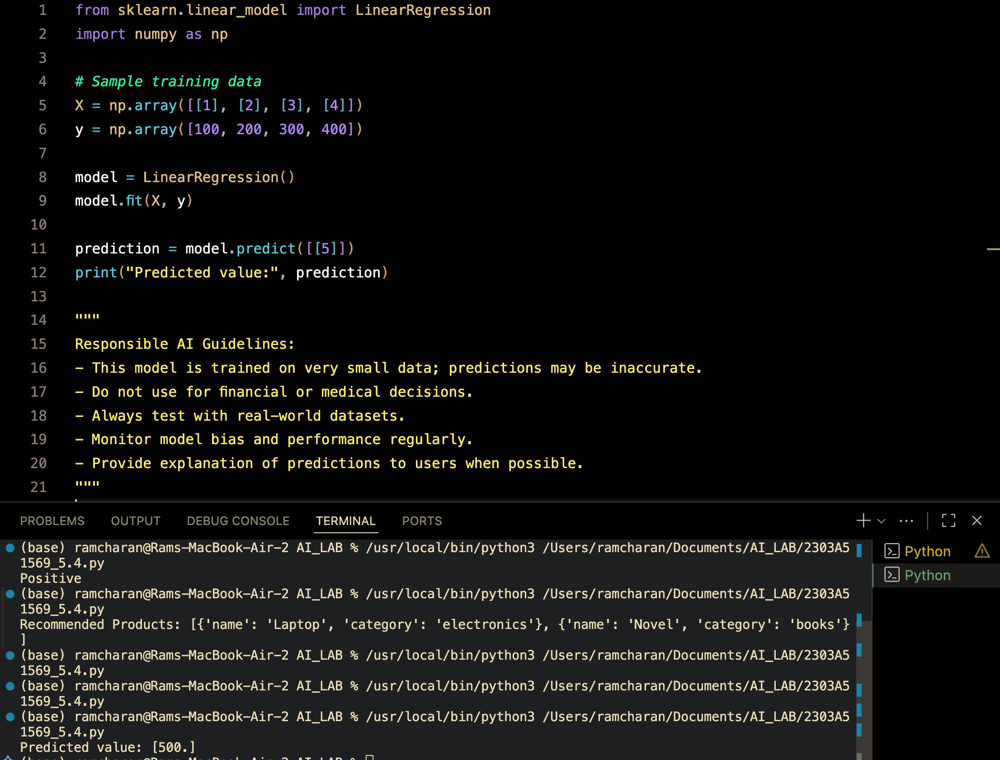 1 from sklearn.linear_model import LinearRegression
2 import numpy as np
3
4 # Sample training data
5 X = np.array([[1], [2], [3], [4]])
6 y = np.array([100, 200, 300, 400])
7
8 model = LinearRegression()
9 model.fit(X, y)
10
11 prediction = model.predict([[5]])
12 print("Predicted value:", prediction)
13
14 """
15 Responsible AI Guidelines:
16 - This model is trained on very small data; predictions may be inaccurate.
17 - Do not use for financial or medical decisions.
18 - Always test with real-world datasets.
19 - Monitor model bias and performance regularly.
20 - Provide explanation of predictions to users when possible.
21 """
PROBLEMS OUTPUT DEBUG CONSOLE TERMINAL PORTS
(base) ramcharan@Rams-MacBook-Air-2 AI_LAB % /usr/local/bin/python3 /Users/ramcharan/Documents/AI_LAB/2303A5
1569_5.4.py
Positive
(base) ramcharan@Rams-MacBook-Air-2 AI_LAB % /usr/local/bin/python3 /Users/ramcharan/Documents/AI_LAB/2303A5
1569_5.4.py
Recommended Products: [{'name': 'Laptop', 'category': 'electronics'}, {'name': 'Novel', 'category': 'books'}
]
(base) ramcharan@Rams-MacBook-Air-2 AI_LAB % /usr/local/bin/python3 /Users/ramcharan/Documents/AI_LAB/2303A5
1569_5.4.py
(base) ramcharan@Rams-MacBook-Air-2 AI_LAB % /usr/local/bin/python3 /Users/ramcharan/Documents/AI_LAB/2303A5
1569_5.4.py
(base) ramcharan@Rams-MacBook-Air-2 AI_LAB % /usr/local/bin/python3 /Users/ramcharan/Documents/AI_LAB/2303A5
1569_5.4.py
Predicted value: [500.]
(base) ramcharan@Rams-MacBook-Air-2 AI_LAB %
Python
Python